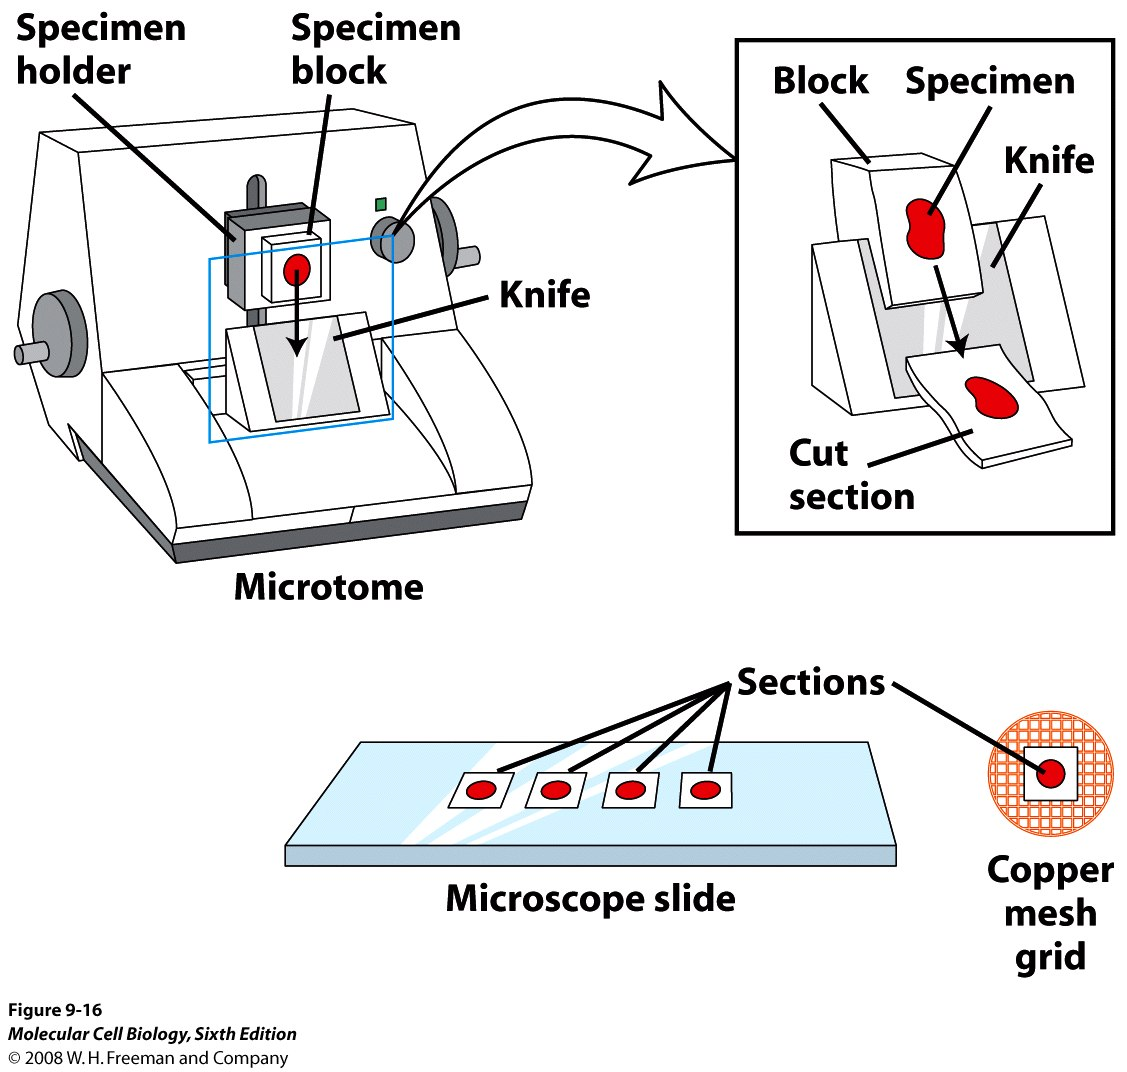 Specimen
holder
Specimen
block
Knife
Microtome
Block
Specimen
Knife
Cut
section
Sections
Microscope slide
Copper
mesh
grid
Figure 9-16
Molecular Cell Biology, Sixth Edition
© 2008 W. H. Freeman and Company